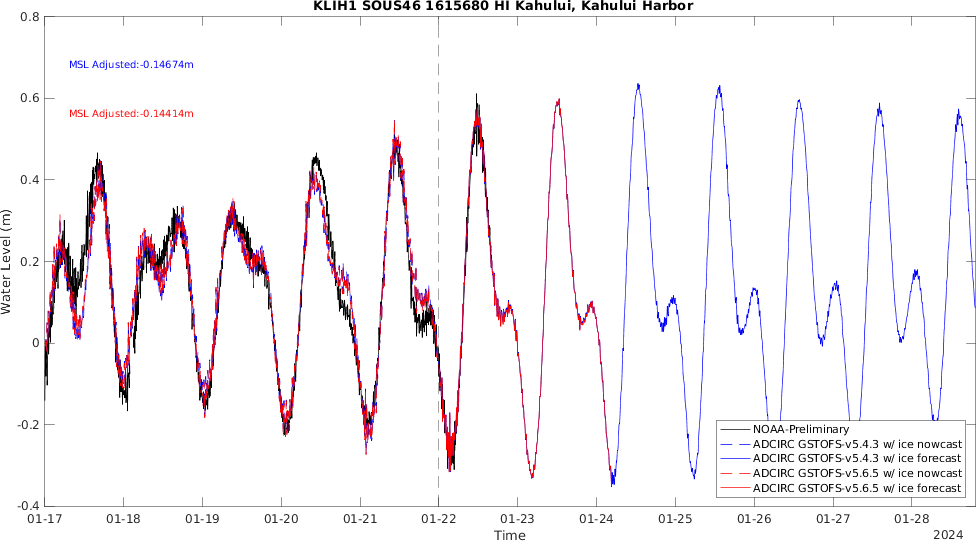 KLIH1 SOUS46 1615680 HI Kahului, Kahului Harbor
0.8
MSL Adjusted:-0.14674m
0.6
MSL Adjusted:-0.14414m
0.4
Water Level (m)
0.2
0
-0.2
-0.4
NOAA-Preliminary
ADCIRC GSTOFS-v5.4.3 w/ ice nowcast
ADCIRC GSTOFS-v5.4.3 w/ ice forecast
ADCIRC GSTOFS-v5.6.5 w/ ice nowcast
ADCIRC GSTOFS-v5.6.5 w/ ice forecast
01-17 01-18 01-19 01-20 01-21 01-22 01-23 01-24 01-25 01-26 01-27 01-28
Time
2024